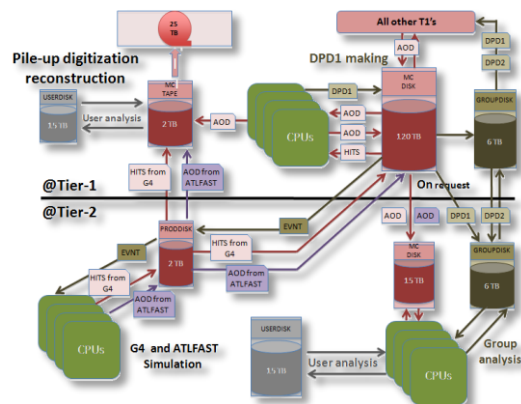 25
TB
All other T1's
AOD
DPD1
DPD2
Pile-up digitization
reconstruction
DPD1 making
MC
TAPE
2 TB
USERDISK
15 TB
User analysis
AOD
CPUs
DPD1
AOD
AOD
HITS
MC
DISK
120 TB
GROUPDISK
6 TB
HITS from
G4
AOD from
ATLFAST
@Tier-1
On request
@Tier-2
PRODDISK
2 TB
EVNT
EVNT
HITS from
G4
AOD from
ATLFAST
HITS from
G4
AOD from
ATLFAST
AOD
AOD
DPD1
DPD1
DPD2
MC
DISK
15 TB
GROUPDISK
6 TB
CPUs
G4 and ATLFAST
Simulation
USERDISK
15 TB
User analysis
CPUs
Group
analysis